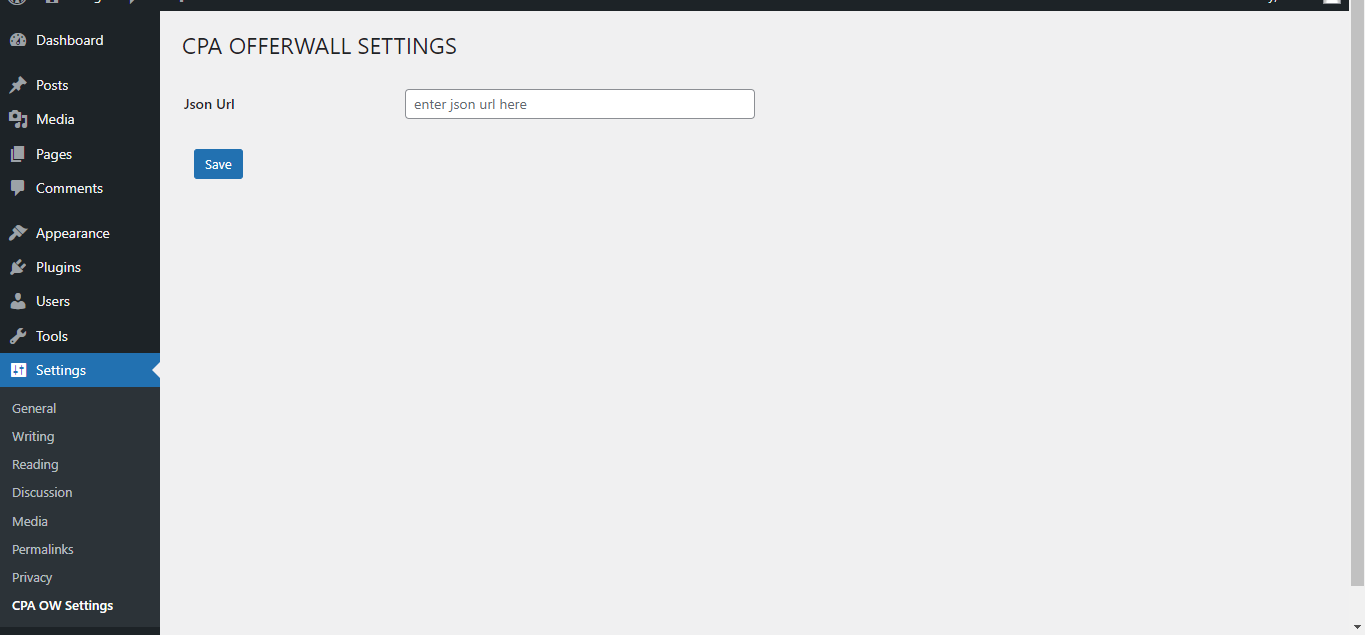 Dashboard
Posts
Media
Pages
Comments
Appearance
Plugins
Users
Tools
Settings
General
Writing
Reading
Discussion
Media
Permalinks
Privacy
CPA OW Settings
CPA OFFERWALL SETTINGS
Json Url
enter json url here
Save